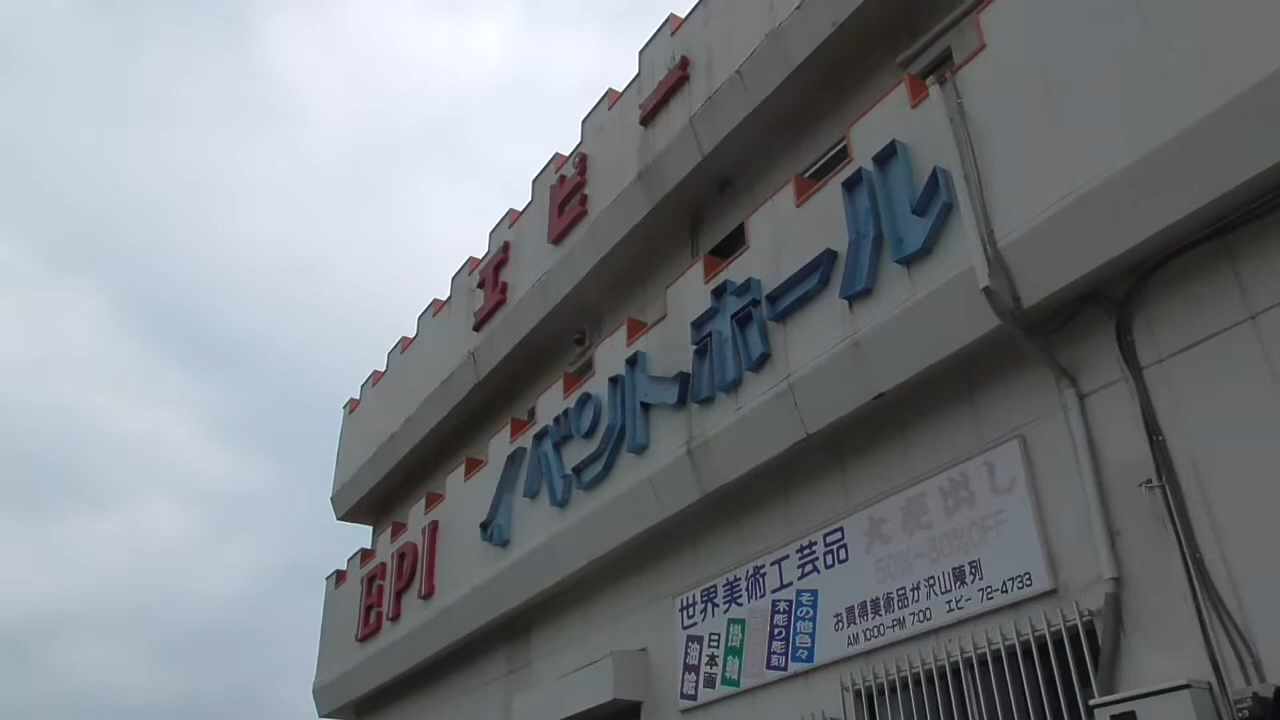 エピー
EPI イベントホール
世界美術工芸品
大売出し
50%~80%OFF
油絵
日本画
掛軸
木彫り彫刻
その他色々
お買得美術品が沢山陳列
AM 10:00~PM 7:00 エピー 72-4733